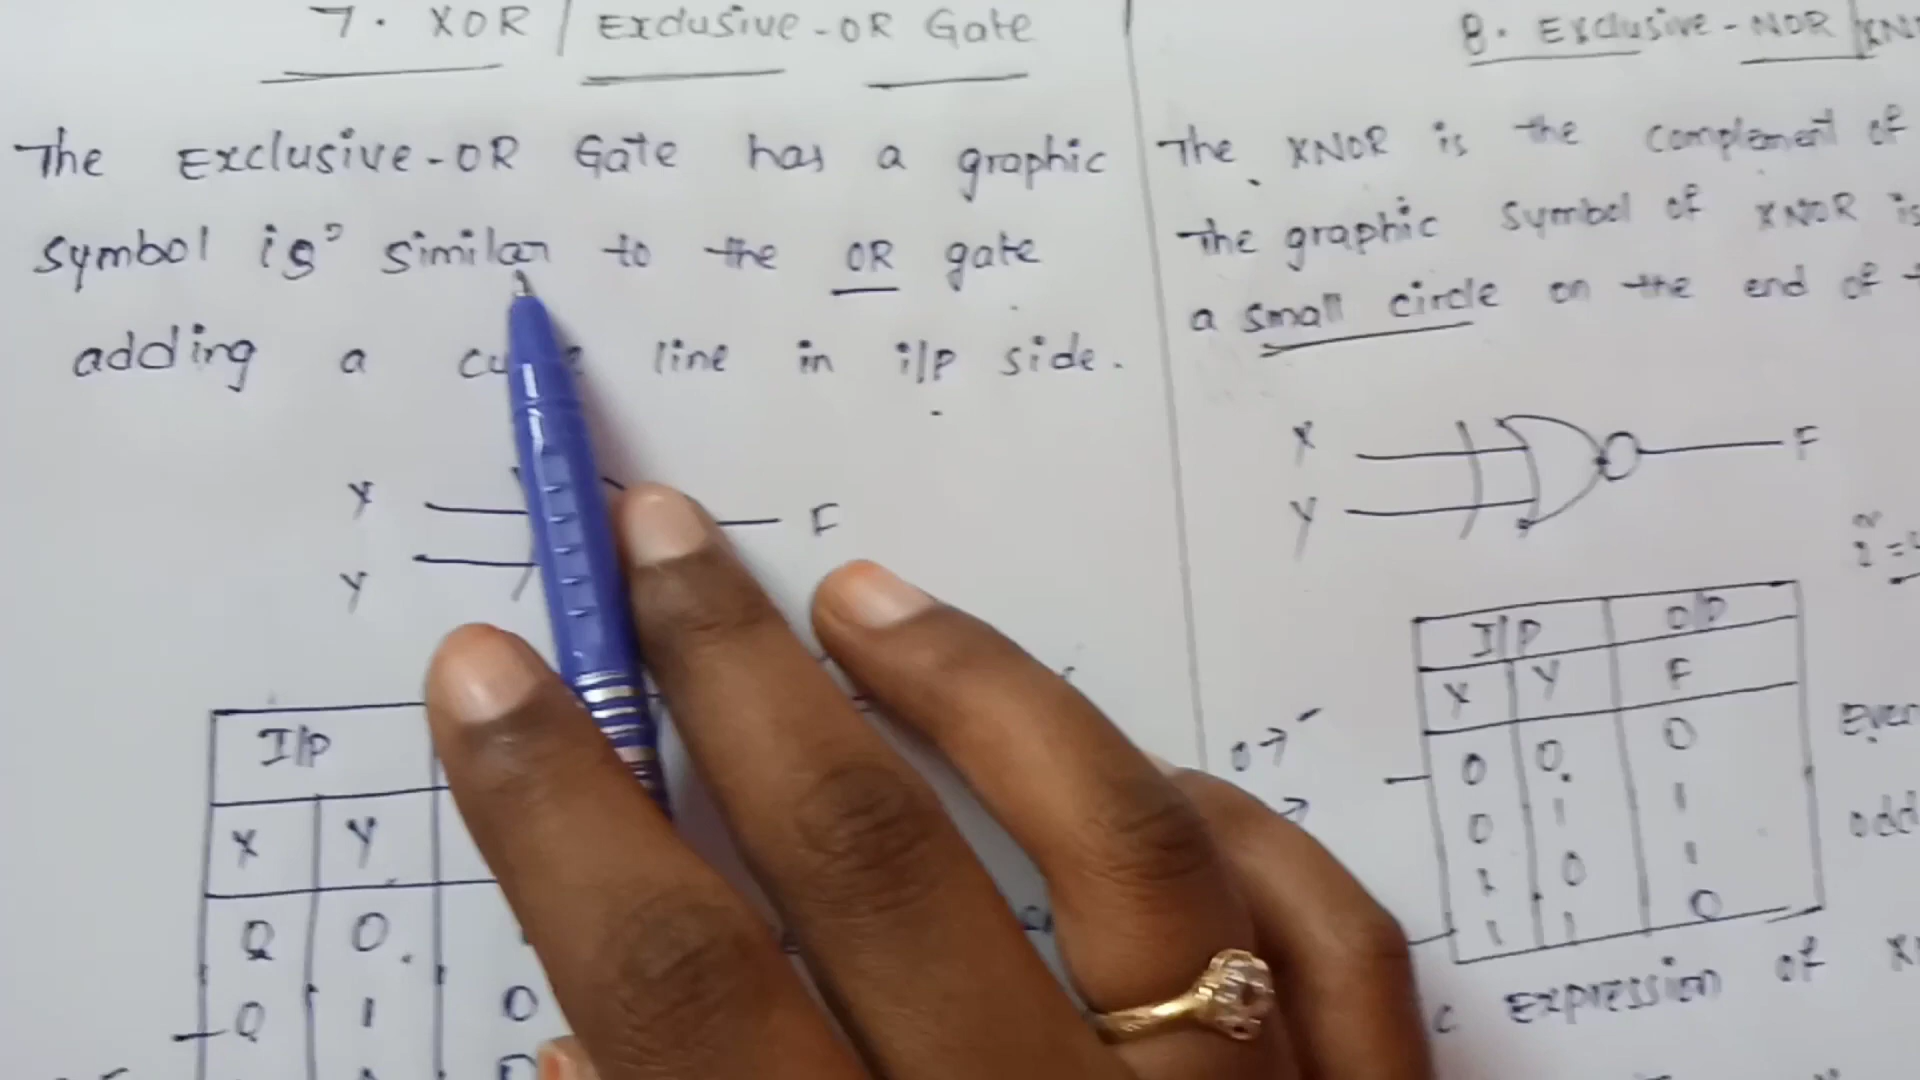 7. XOR / Exclusive-OR Gate
The Exclusive-OR Gate has a graphic
symbol is similar to the OR gate
adding a line in i/p side.
X
F
Y
I/P
X Y
0 0
0 1 0
8. Exclusive-NOR
The XNOR is the complement of
The graphic symbol of XNOR is
a small circle on the end of
X
F
Y
I/P O/P
X Y F
0 0 0
0 1 1
1 0 1
1 1 0
0→
odd
Expression of